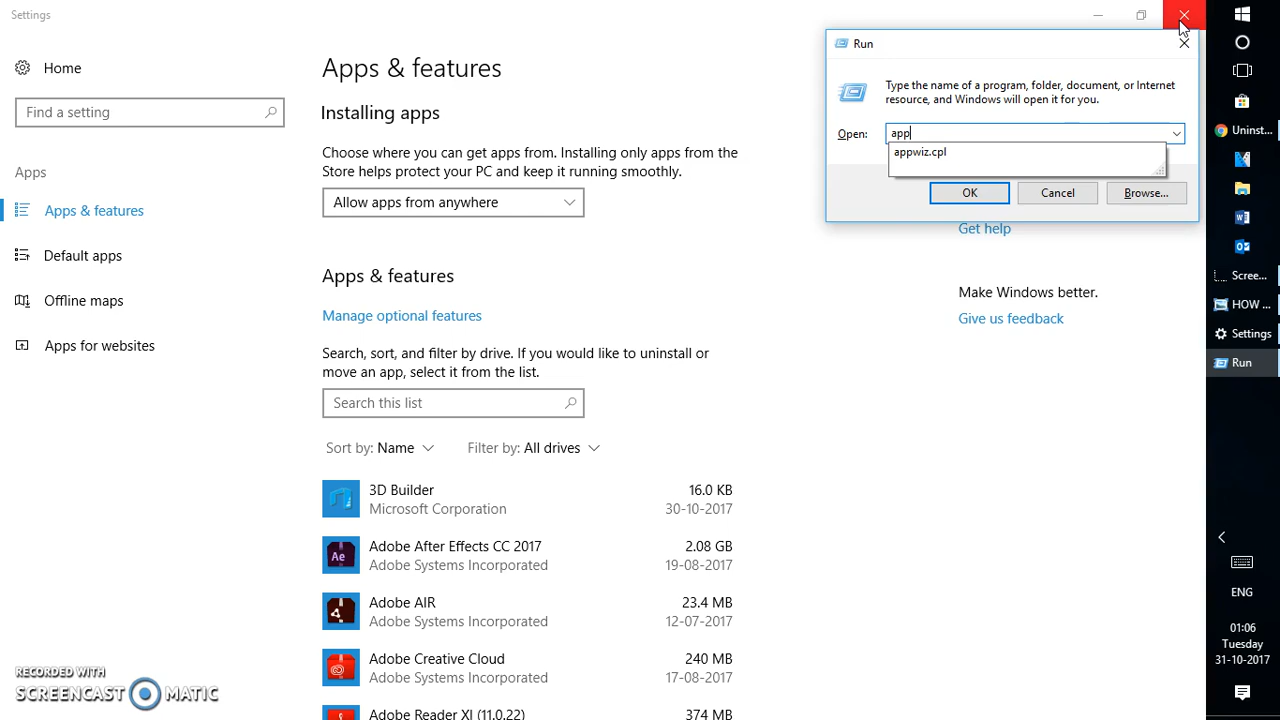 Settings
Home
Find a setting
Apps
Apps & features
Default apps
Offline maps
Apps for websites
Apps & features
Installing apps
Choose where you can get apps from. Installing only apps from the
Store helps protect your PC and keep it running smoothly.
Allow apps from anywhere
Apps & features
Manage optional features
Search, sort, and filter by drive. If you would like to uninstall or
move an app, select it from the list.
Search this list
Sort by: Name
Filter by: All drives
3D Builder
16.0 KB
Microsoft Corporation
30-10-2017
Adobe After Effects CC 2017
2.08 GB
Adobe Systems Incorporated
19-08-2017
Adobe AIR
23.4 MB
Adobe Systems Incorporated
12-07-2017
Adobe Creative Cloud
240 MB
Adobe Systems Incorporated
17-08-2017
Adobe Reader XI (11.0.22)
374 MB
Run
Type the name of a program, folder, document, or Internet
resource, and Windows will open it for you.
Open:
app
appwiz.cpl
OK
Cancel
Browse...
Get help
Make Windows better.
Give us feedback
Uninst...
Scree...
HOW ...
Settings
Run
ENG
01:06
Tuesday
31-10-2017
RECORDED WITH
SCREENCAST MATIC